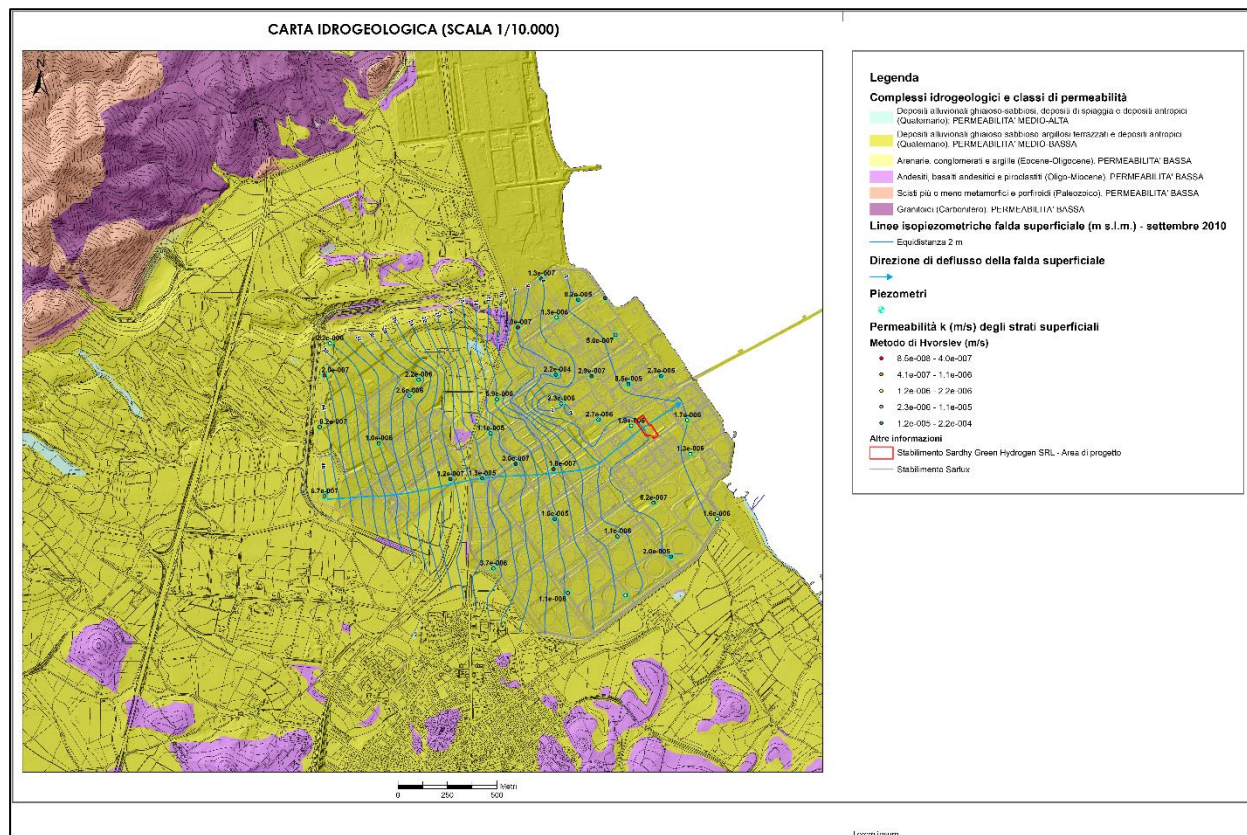 CARTA IDROGEOLOGICA (SCALA 1/10.000)
N
1.3e-007
8.2e-005
1.3e-006
5.0e-007
2.2e-006
2.2e-004
2.9e-007
8.5e-005
2.3e-005
2.6e-006
2.3e-006
2.7e-006
1.7e-006
1.1e-005
1.0e-006
1.3e-006
3.0e-007
1.8e-007
1.2e-007
1.3e-005
6.7e-007
8.2e-007
1.6e-005
1.6e-006
1.1e-006
2.0e-005
3.7e-006
1.1e-006
0 250 500
Metri
Legenda
Complessi idrogeologici e classi di permeabilità
Depositi alluvionali ghiaioso-sabbiosi, depositi di spiaggia e depositi antropici
(Quaternario). PERMEABILITA' MEDIO-ALTA
Depositi alluvionali ghiaioso sabbioso argillosi terrazzati e depositi antropici
(Quaternario). PERMEABILITA' MEDIO-BASSA
Arenarie, conglomerati e argille (Eocene-Oligocene). PERMEABILITA' BASSA
Andesiti, basalti andesitici e piroclastiti (Oligo-Miocene). PERMEABILITA' BASSA
Scisti più o meno metamorfici e porfiroidi (Paleozoico). PERMEABILITA' BASSA
Granitoidi (Carbonifero). PERMEABILITA' BASSA
Linee isopiezometriche falda superficiale (m s.l.m.) - settembre 2010
Equidistanza 2 m
Direzione di deflusso della falda superficiale
Piezometri
Permeabilità k (m/s) degli strati superficiali
Metodo di Hvorslev (m/s)
8.5e-008 - 4.0e-007
4.1e-007 - 1.1e-006
1.2e-006 - 2.2e-006
2.3e-006 - 1.1e-005
1.2e-005 - 2.2e-004
Altre informazioni
Stabilimento Sardhy Green Hydrogen SRL - Area di progetto
Stabilimento Sarlux
Lorem ipsum